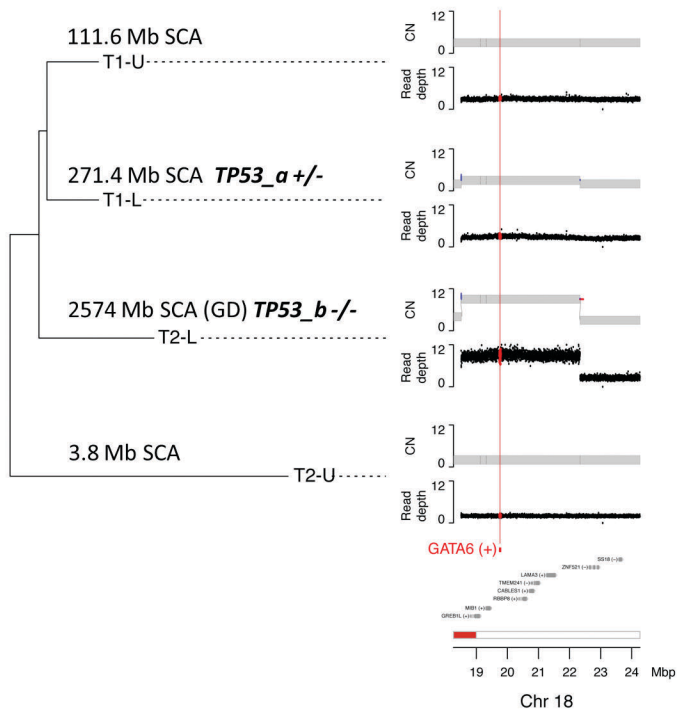 111.6 Mb SCA
T1-U
12
CN
0
12
Read depth
0
271.4 Mb SCA TP53_a +/-
T1-L
12
CN
0
12
Read depth
0
2574 Mb SCA (GD) TP53_b -/-
T2-L
12
CN
0
12
Read depth
0
3.8 Mb SCA
T2-U
12
CN
0
12
Read depth
0
GATA6 (+)
SS18 (−)
ZNF521 (−)
LAMA3 (+)
TMEM241 (−)
CABLES1 (+)
RBBP8 (+)
MIB1 (+)
GREB1L (+)
19 20 21 22 23 24 Mbp
Chr 18